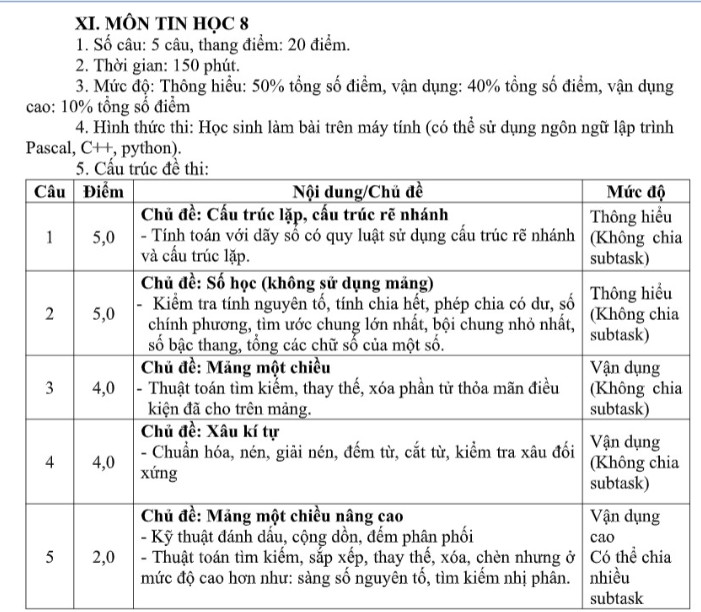 XI. MÔN TIN HỌC 8
1. Số câu: 5 câu, thang điểm: 20 điểm.
2. Thời gian: 150 phút.
3. Mức độ: Thông hiểu: 50% tổng số điểm, vận dụng: 40% tổng số điểm, vận dụng
cao: 10% tổng số điểm
4. Hình thức thi: Học sinh làm bài trên máy tính (có thể sử dụng ngôn ngữ lập trình
Pascal, C++, python).
5. Cấu trúc đề thi:
Câu Điểm Nội dung/Chủ đề Mức độ
1
5,0
Chủ đề: Cấu trúc lặp, cấu trúc rẽ nhánh
- Tính toán với dãy số có quy luật sử dụng cấu trúc rẽ nhánh
và cấu trúc lặp.
Thông hiểu
(Không chia
subtask)
2
5,0
Chủ đề: Số học (không sử dụng mảng)
- Kiểm tra tính nguyên tố, tính chia hết, phép chia có dư, số
chính phương, tìm ước chung lớn nhất, bội chung nhỏ nhất,
số bậc thang, tổng các chữ số của một số.
Thông hiểu
(Không chia
subtask)
3
4,0
Chủ đề: Mảng một chiều
- Thuật toán tìm kiếm, thay thế, xóa phần tử thỏa mãn điều
kiện đã cho trên mảng.
Vận dụng
(Không chia
subtask)
4
4,0
Chủ đề: Xâu kí tự
- Chuẩn hóa, nén, giải nén, đếm từ, cắt từ, kiểm tra xâu đối
xứng
Vận dụng
(Không chia
subtask)
5
2,0
Chủ đề: Mảng một chiều nâng cao
- Kỹ thuật đánh dấu, cộng dồn, đếm phân phối
- Thuật toán tìm kiếm, sắp xếp, thay thế, xóa, chèn nhưng ở
mức độ cao hơn như: sàng số nguyên tố, tìm kiếm nhị phân.
Vận dụng
cao
Có thể chia
nhiều
subtask